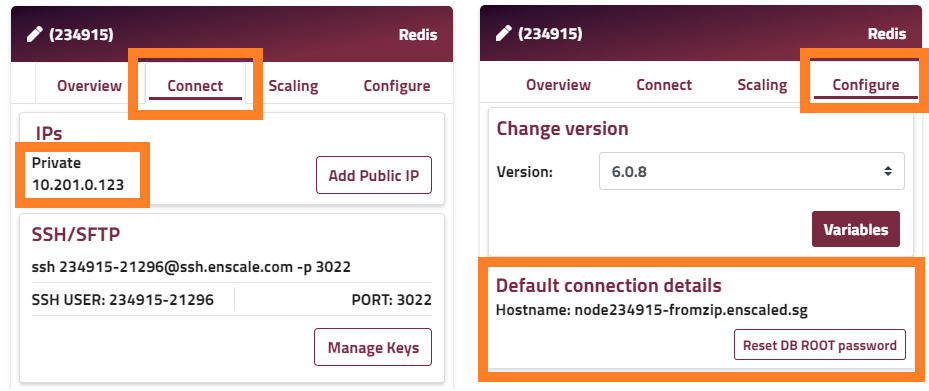 (234915) Redis
Overview Connect Scaling Configure
IPs
Private
10.201.0.123
Add Public IP
SSH/SFTP
ssh 234915-21296@ssh.enscale.com -p 3022
SSH USER: 234915-21296 PORT: 3022
Manage Keys
(234915) Redis
Overview Connect Scaling Configure
Change version
Version: 6.0.8
Variables
Default connection details
Hostname: node234915-fromzip.enscaled.sg
Reset DB ROOT password